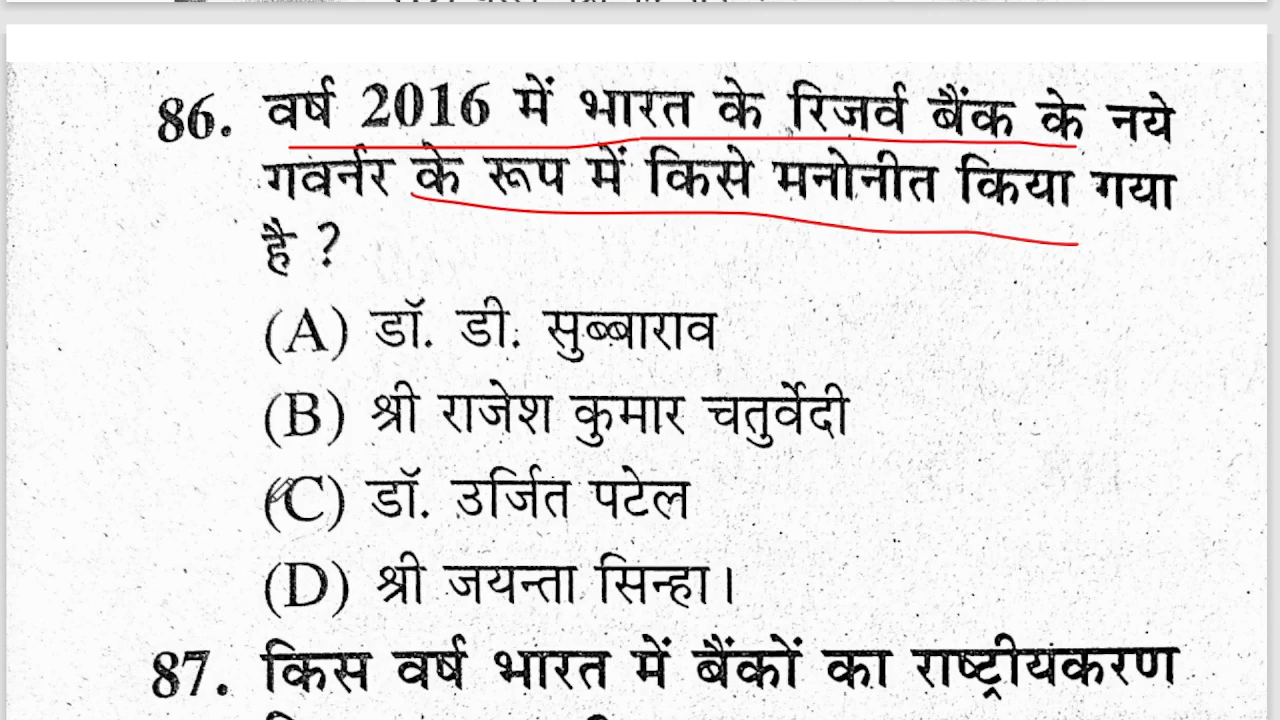 86. वर्ष 2016 में भारत के रिजर्व बैंक के नये
गवर्नर के रूप में किसे मनोनीत किया गया
है ?
(A) डॉ. डी. सुब्बाराव
(B) श्री राजेश कुमार चतुर्वेदी
(C) डॉ. उर्जित पटेल
(D) श्री जयन्ता सिन्हा।
87. किस वर्ष भारत में बैंकों का राष्ट्रीयकरण